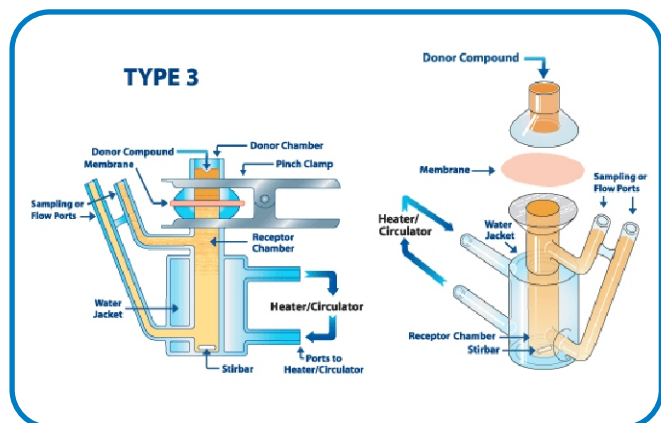 TYPE 3
Donor Compound
Membrane
Donor Chamber
Pinch Clamp
Sampling or
Flow Ports
Receptor
Chamber
Water
Jacket
Heater/Circulator
Stirbar
Ports to
Heater/Circulator
Donor Compound
Membrane
Sampling or
Flow Ports
Heater/
Circulator
Water
Jacket
Receptor Chamber
Stirbar